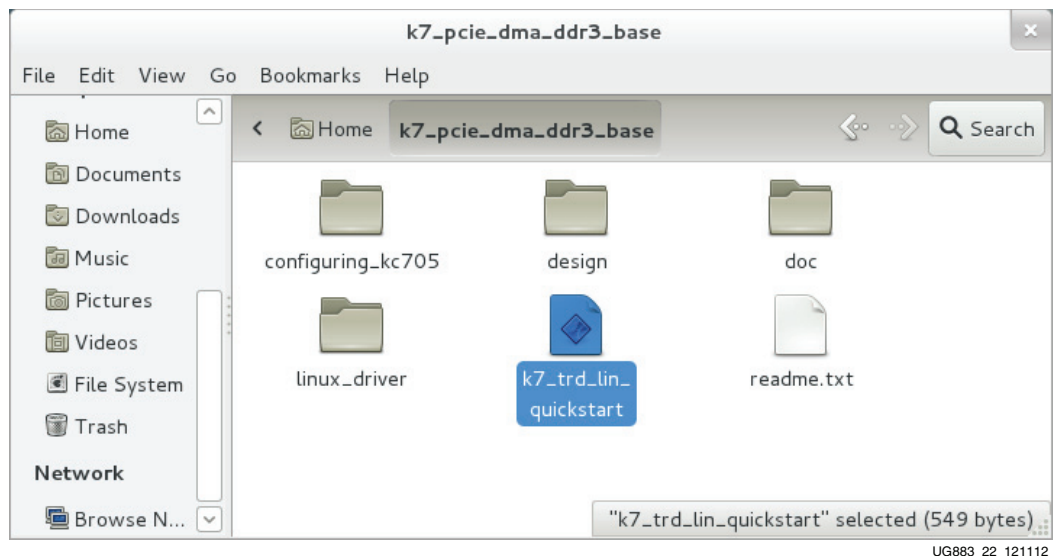 k7_pcie_dma_ddr3_base
File Edit View Go Bookmarks Help
Home
Documents
Downloads
Music
Pictures
Videos
File System
Trash
Network
Browse N...
Home k7_pcie_dma_ddr3_base
Search
configuring_kc705
design
doc
linux_driver
k7_trd_lin_
quickstart
readme.txt
"k7_trd_lin_quickstart" selected (549 bytes)
UG883_22_121112